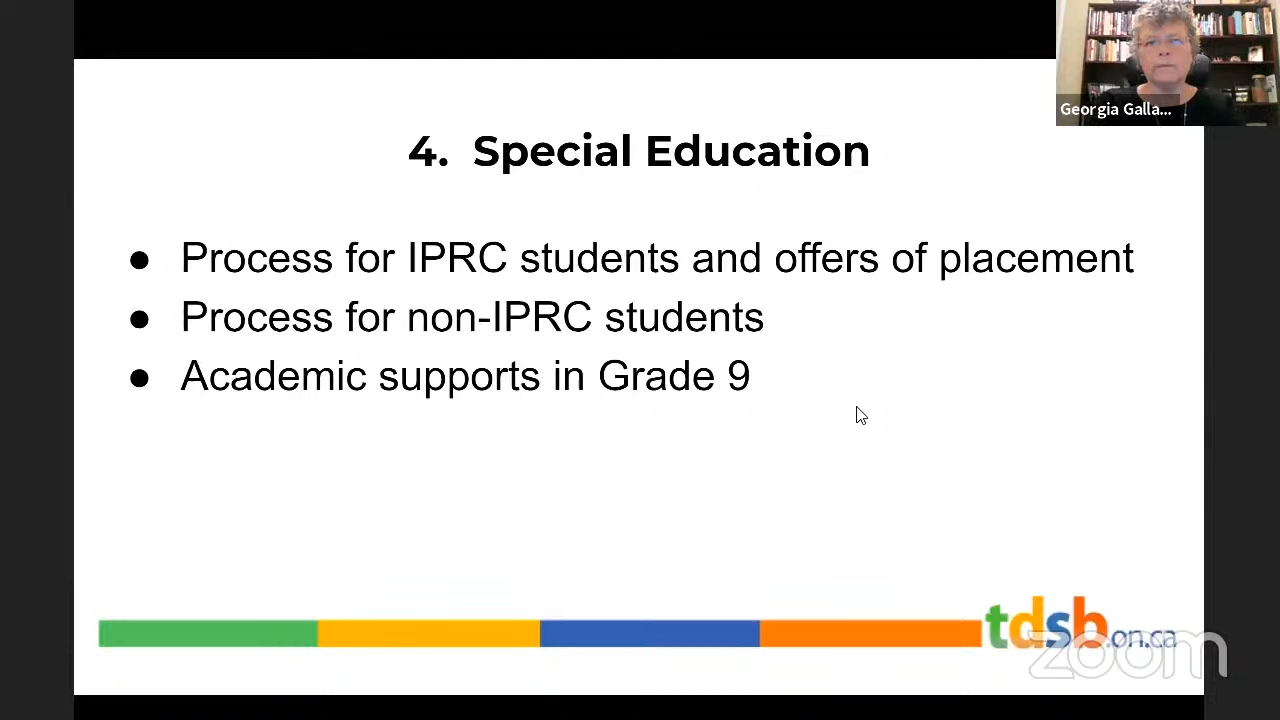 Georgia Galla...
4. Special Education
● Process for IPRC students and offers of placement
● Process for non-IPRC students
● Academic supports in Grade 9
tdsb.on.ca
zoom